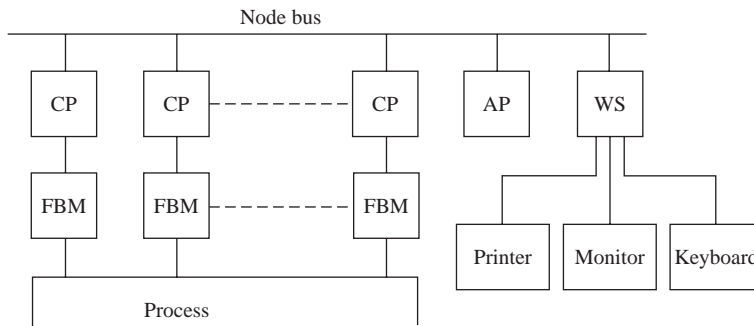 Node bus
CP CP CP AP WS
FBM FBM FBM
Printer Monitor Keyboard
Process